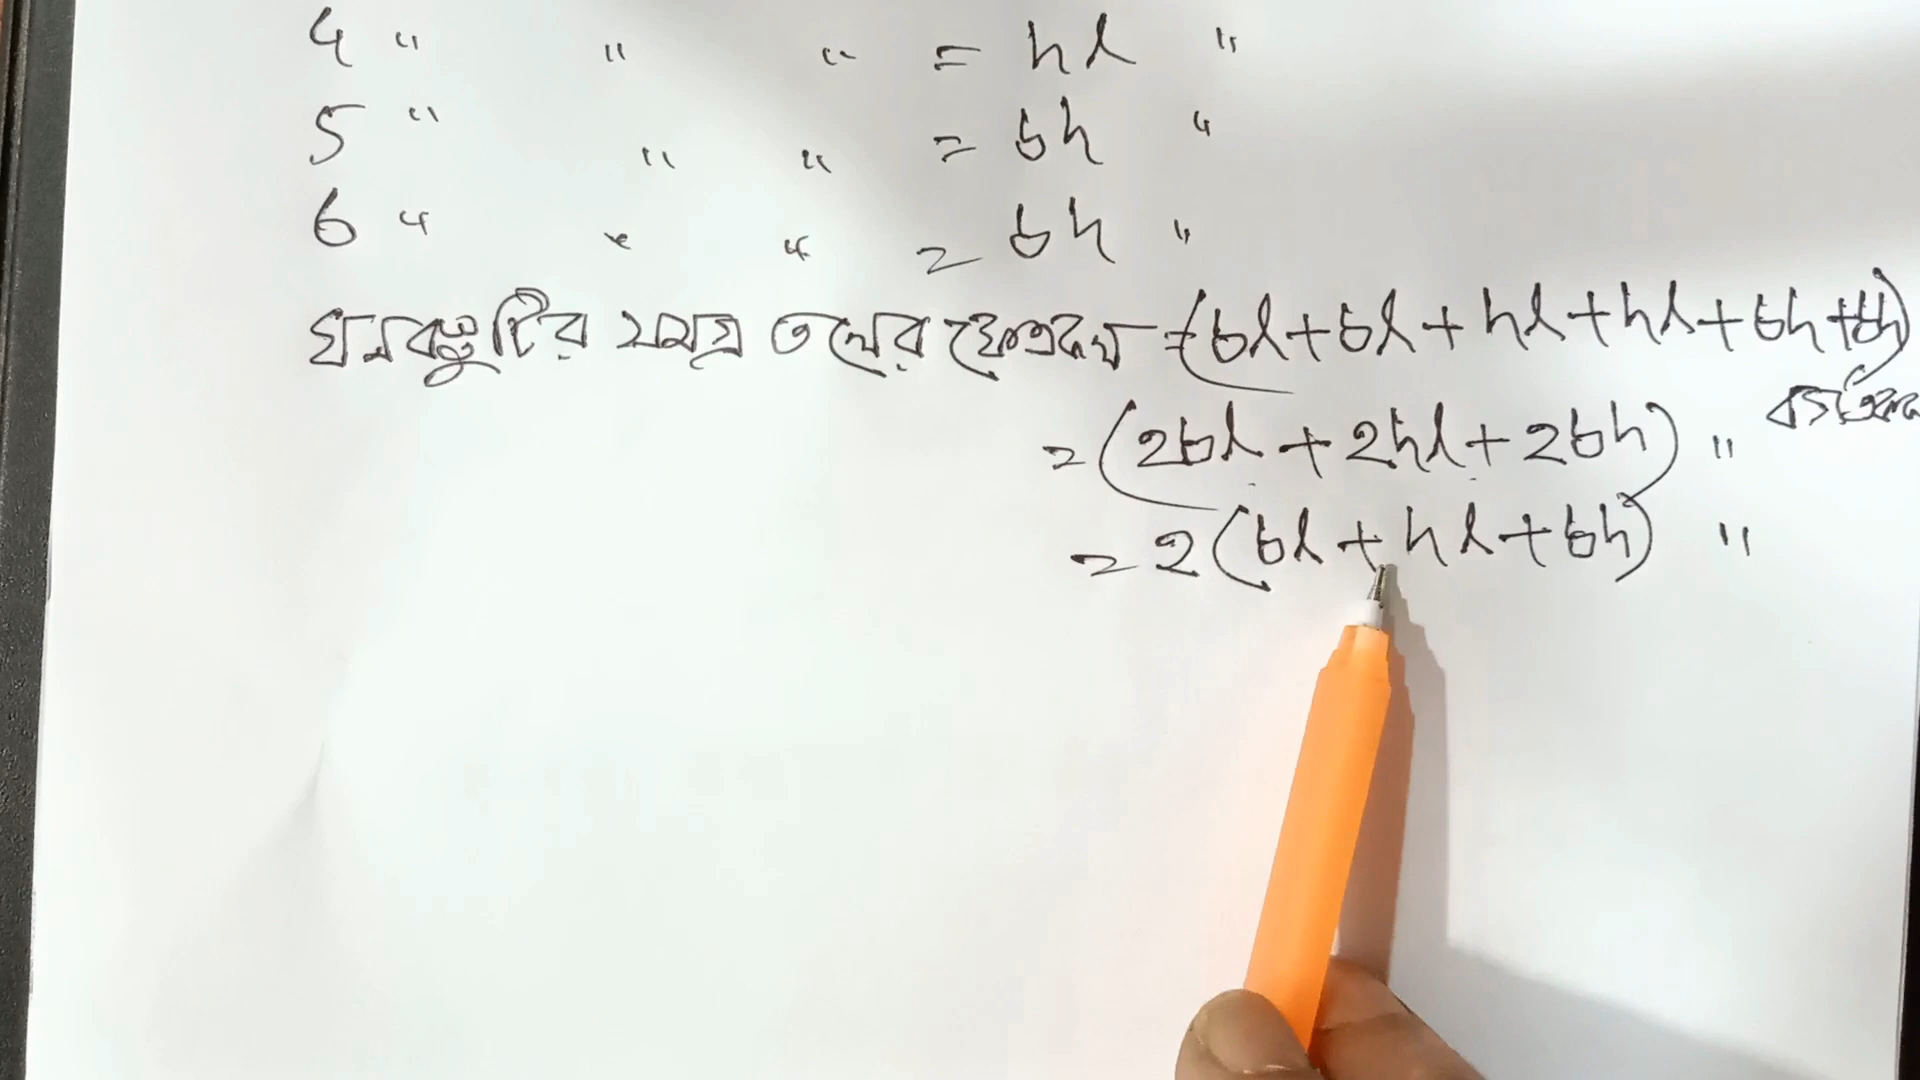 4 " " " = hl "
5 " " " = bh "
6 " " " = bh "
ঘনবস্তুটির সমগ্র তলের ক্ষেত্রফল = (bl+bl+hl+hl+bh+bh)
= (2bl + 2hl + 2bh) "
= 2(bl+hl+bh) "